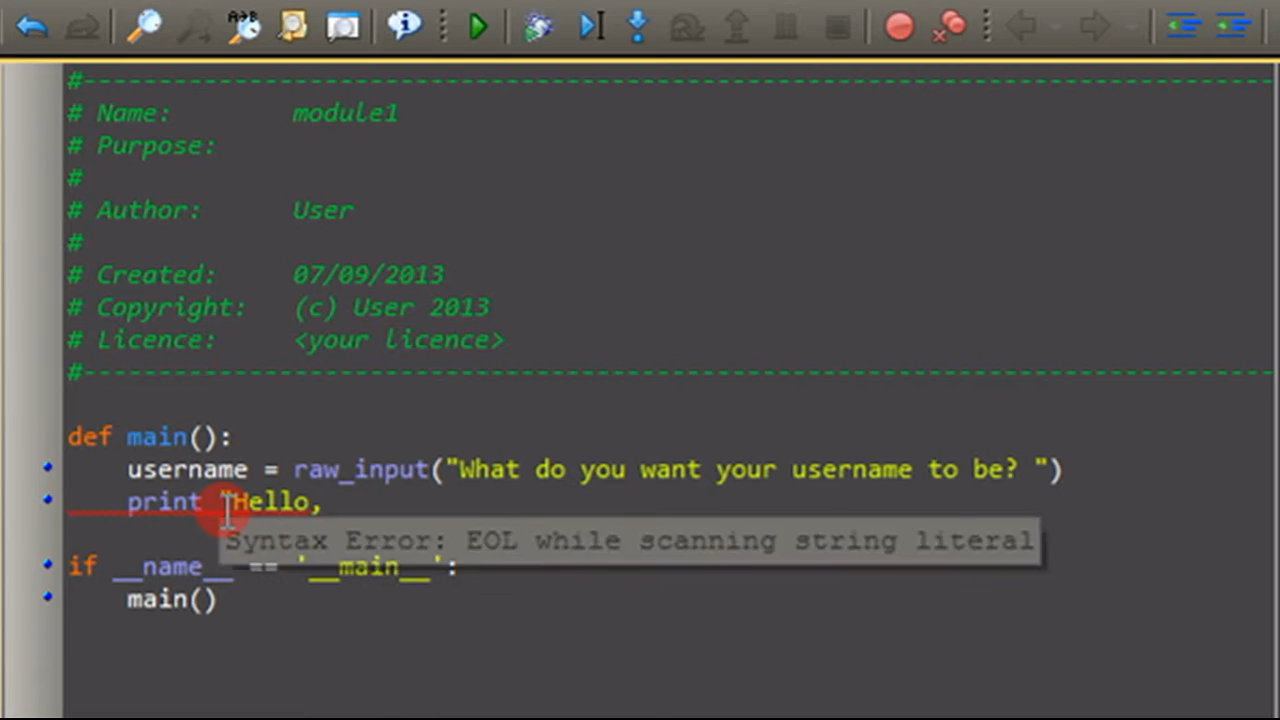 A->B
#---------------------------------------------------------------------------------
# Name:        module1
# Purpose:
#
# Author:      User
#
# Created:     07/09/2013
# Copyright:   (c) User 2013
# Licence:     <your licence>
#---------------------------------------------------------------------------------
def main():
    username = raw_input("What do you want your username to be? ")
    print "Hello,
Syntax Error: EOL while scanning string literal
if __name__ == '__main__':
    main()